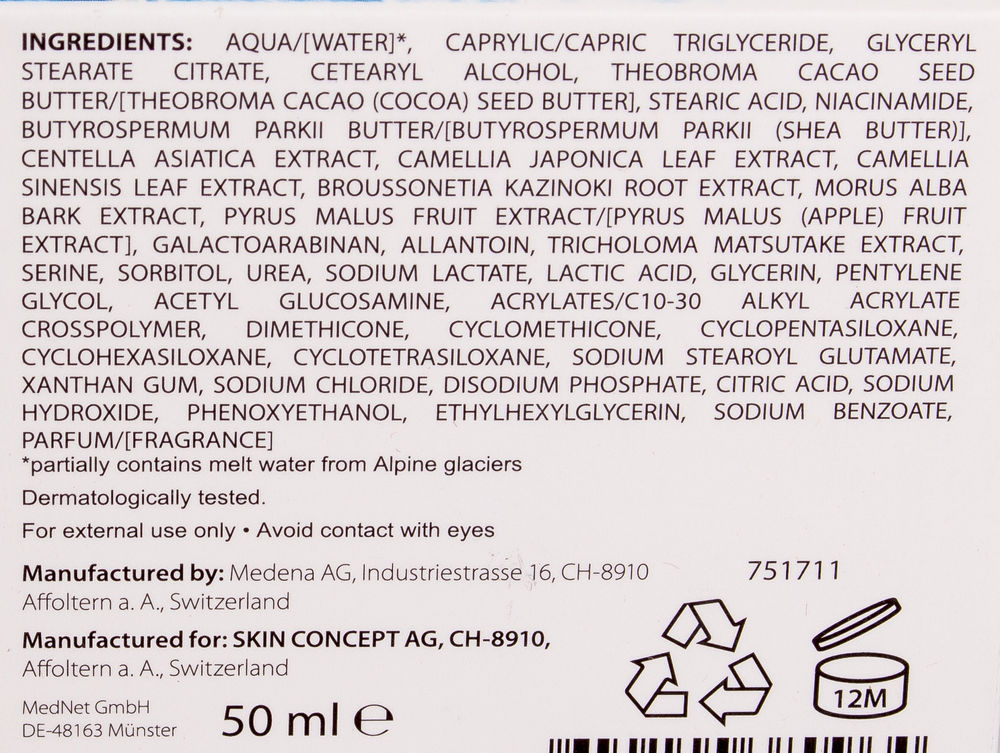 INGREDIENTS: AQUA/[WATER]*, CAPRYLIC/CAPRIC TRIGLYCERIDE, GLYCERYL
STEARATE CITRATE, CETEARYL ALCOHOL, THEOBROMA CACAO SEED
BUTTER/[THEOBROMA CACAO (COCOA) SEED BUTTER], STEARIC ACID, NIACINAMIDE,
BUTYROSPERMUM PARKII BUTTER/[BUTYROSPERMUM PARKII (SHEA BUTTER)],
CENTELLA ASIATICA EXTRACT, CAMELLIA JAPONICA LEAF EXTRACT, CAMELLIA
SINENSIS LEAF EXTRACT, BROUSSONETIA KAZINOKI ROOT EXTRACT, MORUS ALBA
BARK EXTRACT, PYRUS MALUS FRUIT EXTRACT/[PYRUS MALUS (APPLE) FRUIT
EXTRACT], GALACTOARABINAN, ALLANTOIN, TRICHOLOMA MATSUTAKE EXTRACT,
SERINE, SORBITOL, UREA, SODIUM LACTATE, LACTIC ACID, GLYCERIN, PENTYLENE
GLYCOL, ACETYL GLUCOSAMINE, ACRYLATES/C10-30 ALKYL ACRYLATE
CROSSPOLYMER, DIMETHICONE, CYCLOMETHICONE, CYCLOPENTASILOXANE,
CYCLOHEXASILOXANE, CYCLOTETRASILOXANE, SODIUM STEAROYL GLUTAMATE,
XANTHAN GUM, SODIUM CHLORIDE, DISODIUM PHOSPHATE, CITRIC ACID, SODIUM
HYDROXIDE, PHENOXYETHANOL, ETHYLHEXYLGLYCERIN, SODIUM BENZOATE,
PARFUM/[FRAGRANCE]
*partially contains melt water from Alpine glaciers
Dermatologically tested.
For external use only • Avoid contact with eyes
Manufactured by: Medena AG, Industriestrasse 16, CH-8910
Affoltern a. A., Switzerland
751711
Manufactured for: SKIN CONCEPT AG, CH-8910,
Affoltern a. A., Switzerland
MedNet GmbH
DE-48163 Münster
50 ml ℮
12M